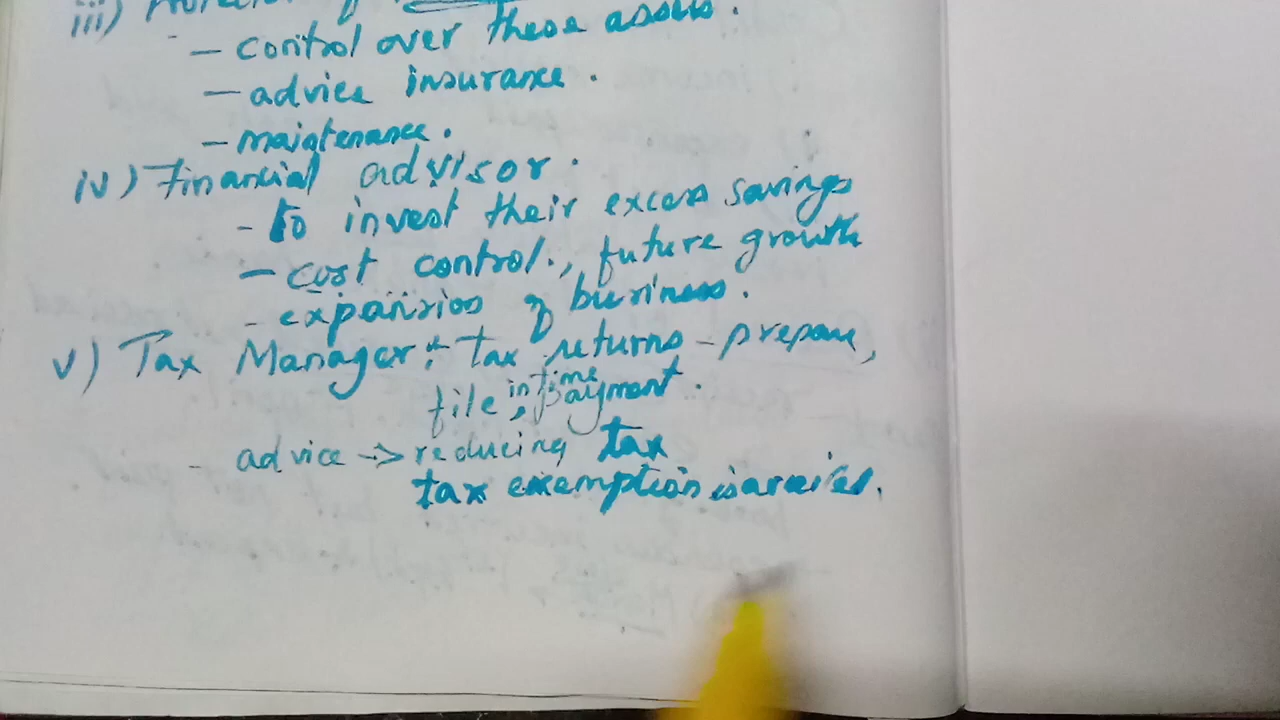 iii)
- control over these assets.
- advice insurance.
- maintenance.
iv) Financial advisor.
- To invest their excess savings
- cost control., future growth
- expansion of business.
v) Tax Manager: Tax returns - prepare,
file in time, payment.
- advice -> reducing tax
tax exemption